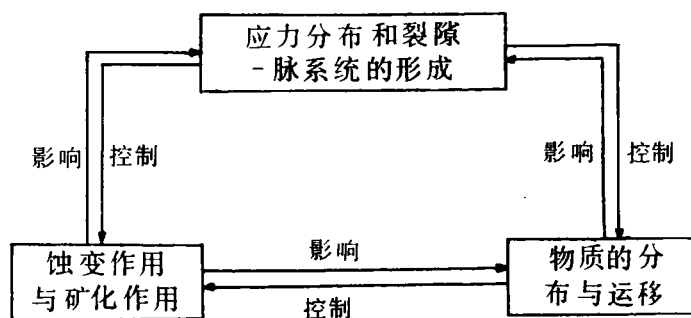 应力分布和裂隙
-脉系统的形成
影响
控制
影响
控制
蚀变作用
与矿化作用
影响
控制
物质的分
布与运移